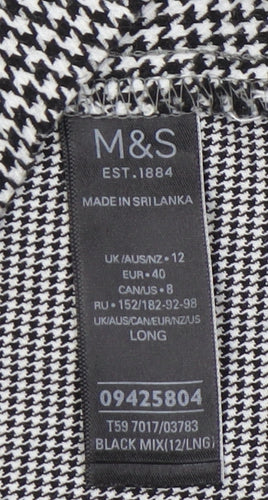 M&S
EST.1884
MADE IN SRI LANKA
UK/AUS/NZ•12
EUR•40
CAN/US•8
RU•152/182-92-98
UK/AUS/CAN/EUR/NZ/US
LONG
09425804
T59 7017/03783
BLACK MIX(12/LNG)